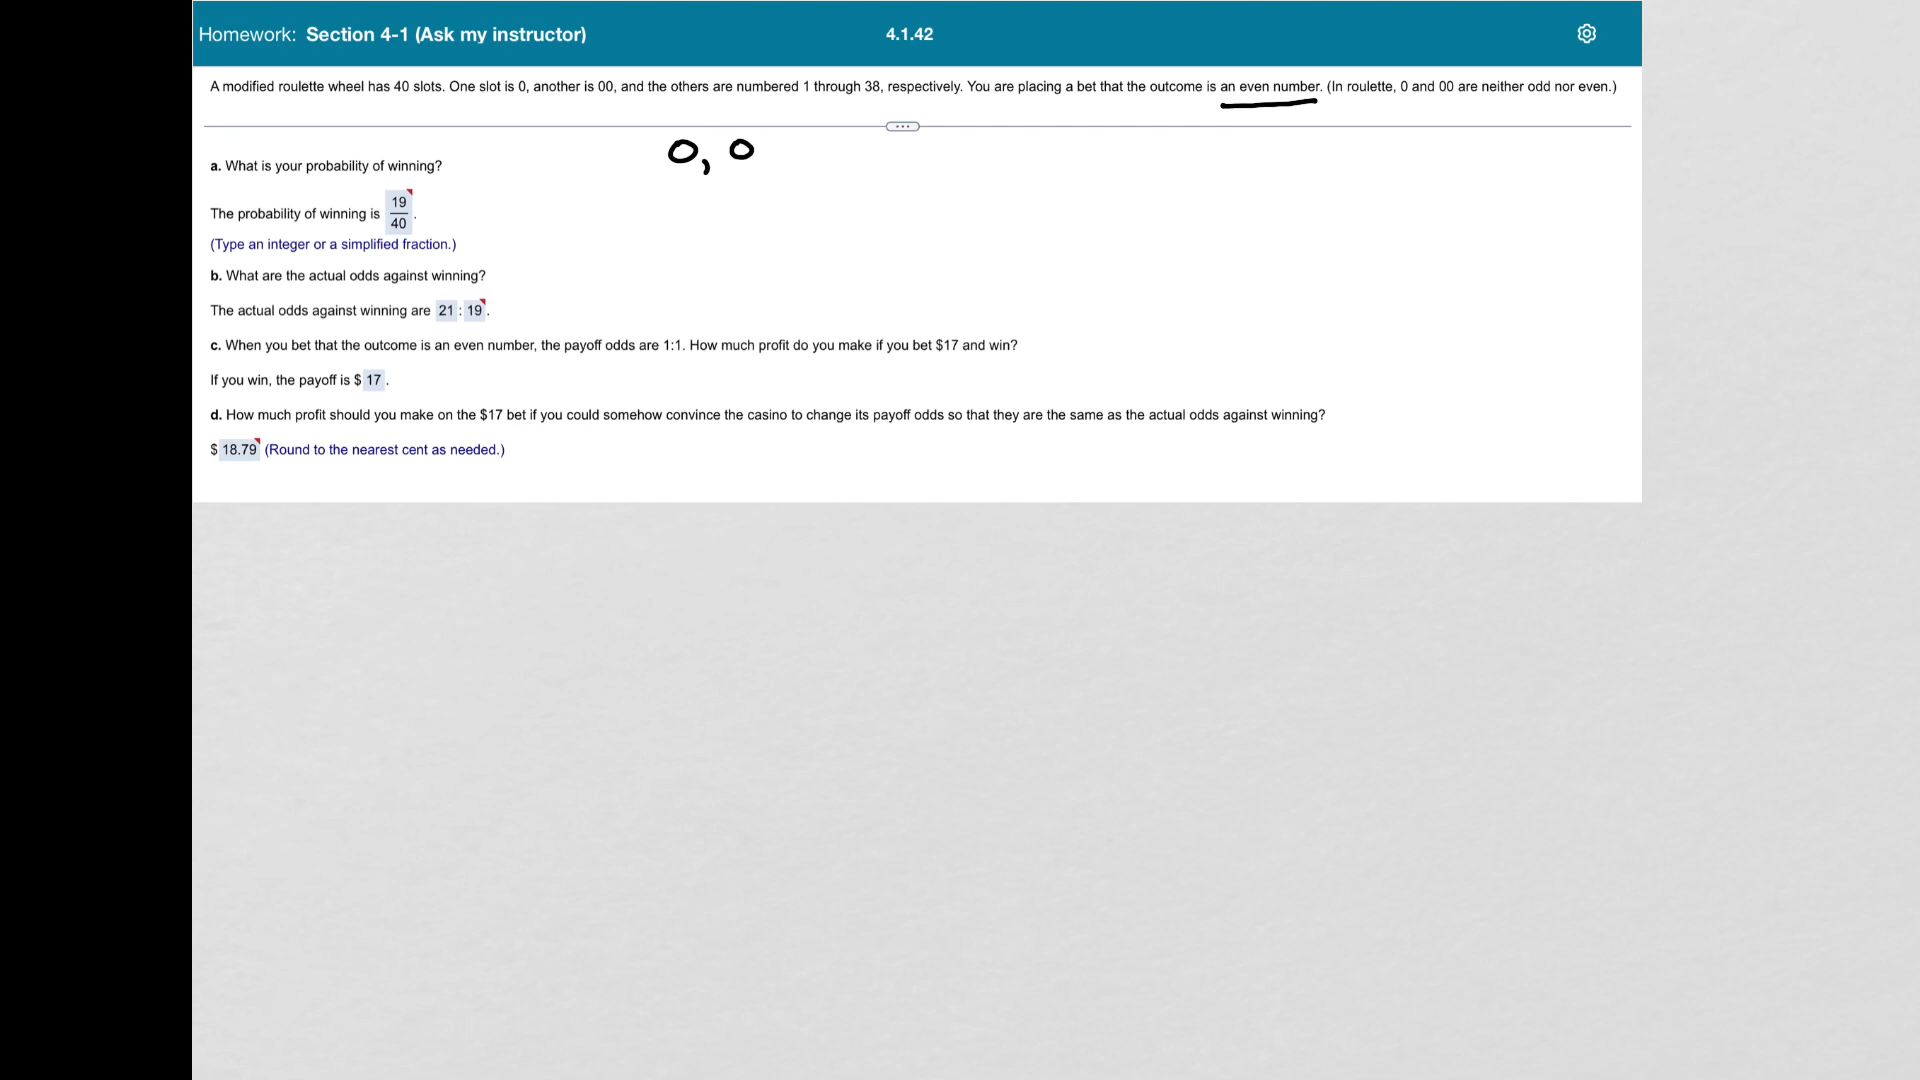 Homework: Section 4-1 (Ask my instructor) 4.1.42
A modified roulette wheel has 40 slots. One slot is 0, another is 00, and the others are numbered 1 through 38, respectively. You are placing a bet that the outcome is an even number. (In roulette, 0 and 00 are neither odd nor even.)
0, 0
a. What is your probability of winning?
The probability of winning is 19/40.
(Type an integer or a simplified fraction.)
b. What are the actual odds against winning?
The actual odds against winning are 21 : 19.
c. When you bet that the outcome is an even number, the payoff odds are 1:1. How much profit do you make if you bet $17 and win?
If you win, the payoff is $ 17.
d. How much profit should you make on the $17 bet if you could somehow convince the casino to change its payoff odds so that they are the same as the actual odds against winning?
$ 18.79 (Round to the nearest cent as needed.)